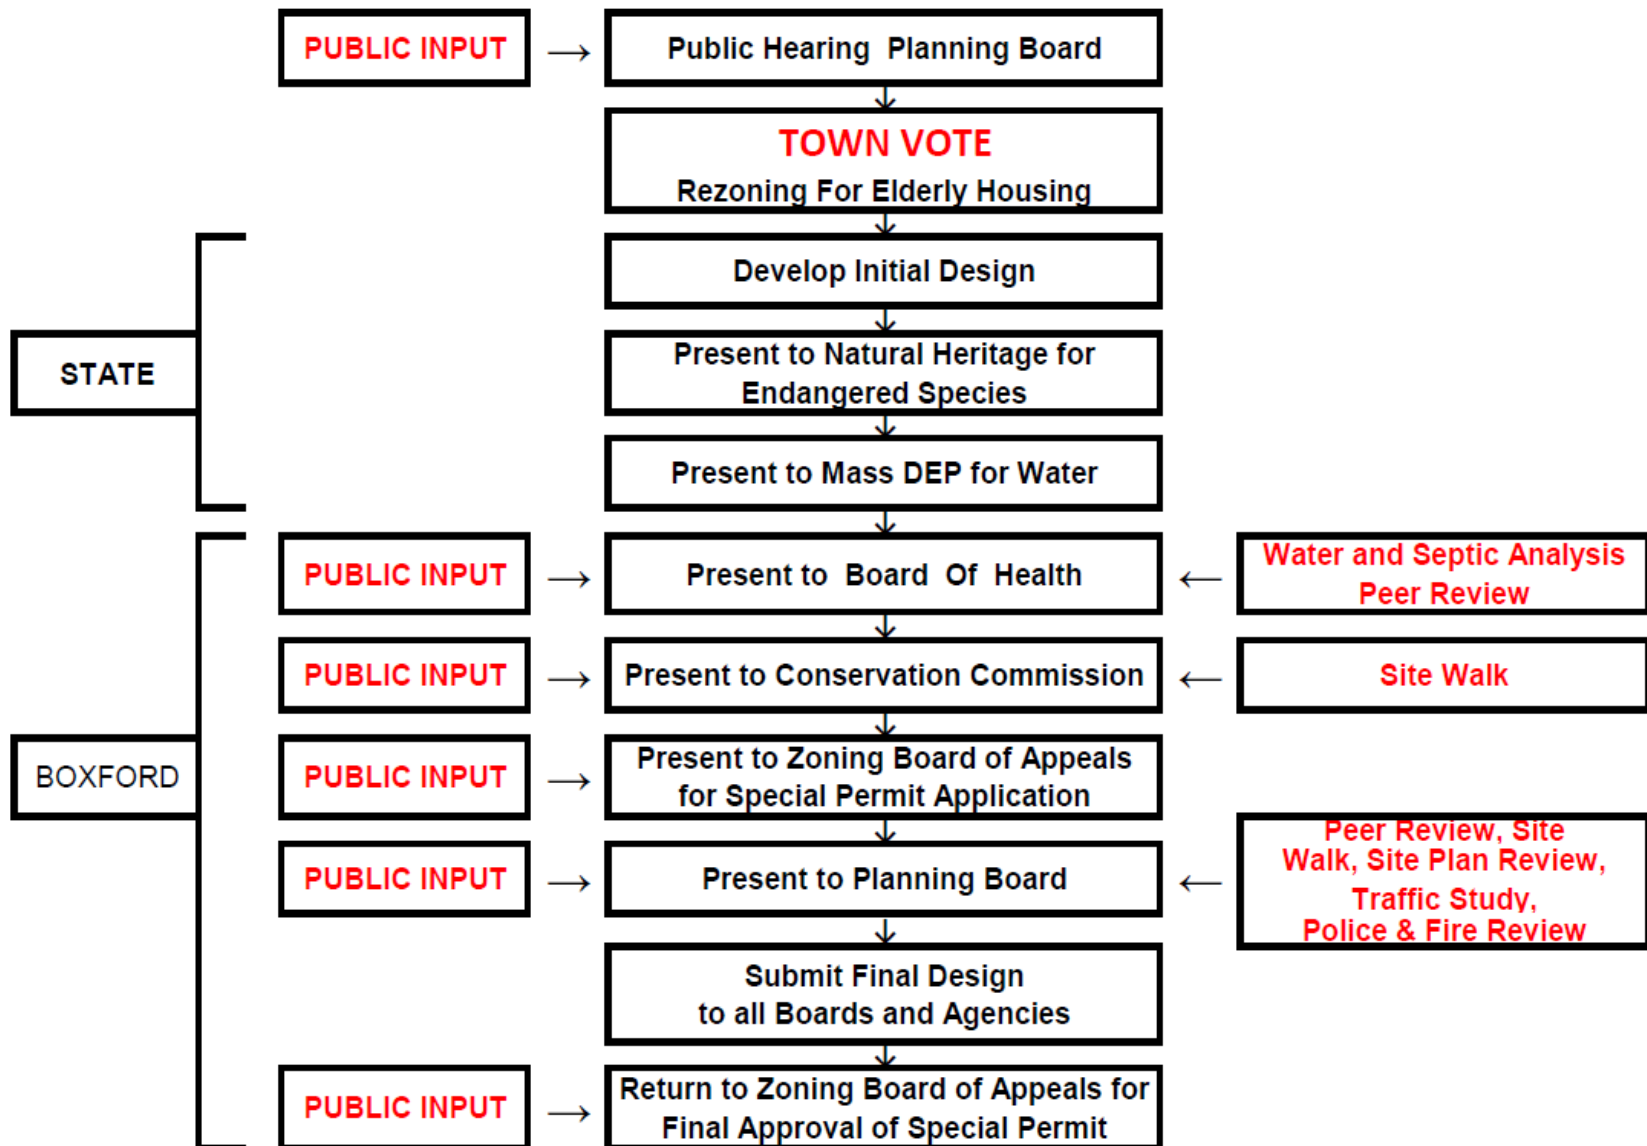 PUBLIC INPUT → Public Hearing Planning Board
↓
TOWN VOTE
Rezoning For Elderly Housing
↓
Develop Initial Design
↓
STATE
Present to Natural Heritage for
Endangered Species
↓
Present to Mass DEP for Water
↓
PUBLIC INPUT → Present to Board Of Health ←
Water and Septic Analysis
Peer Review
↓
PUBLIC INPUT → Present to Conservation Commission ← Site Walk
↓
BOXFORD
PUBLIC INPUT →
Present to Zoning Board of Appeals
for Special Permit Application
↓
PUBLIC INPUT → Present to Planning Board ←
Peer Review, Site
Walk, Site Plan Review,
Traffic Study,
Police & Fire Review
↓
Submit Final Design
to all Boards and Agencies
↓
PUBLIC INPUT →
Return to Zoning Board of Appeals for
Final Approval of Special Permit